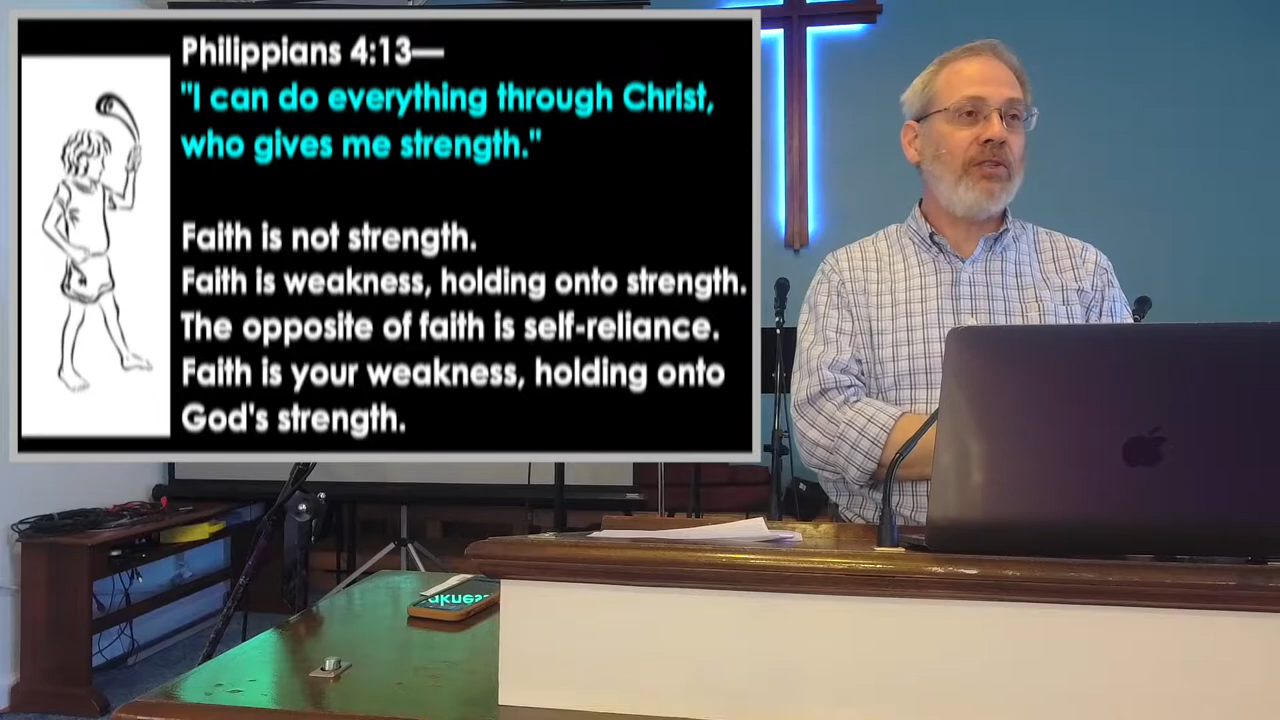 Philippians 4:13—
"I can do everything through Christ,
who gives me strength."
Faith is not strength.
Faith is weakness, holding onto strength.
The opposite of faith is self-reliance.
Faith is your weakness, holding onto
God's strength.
akness